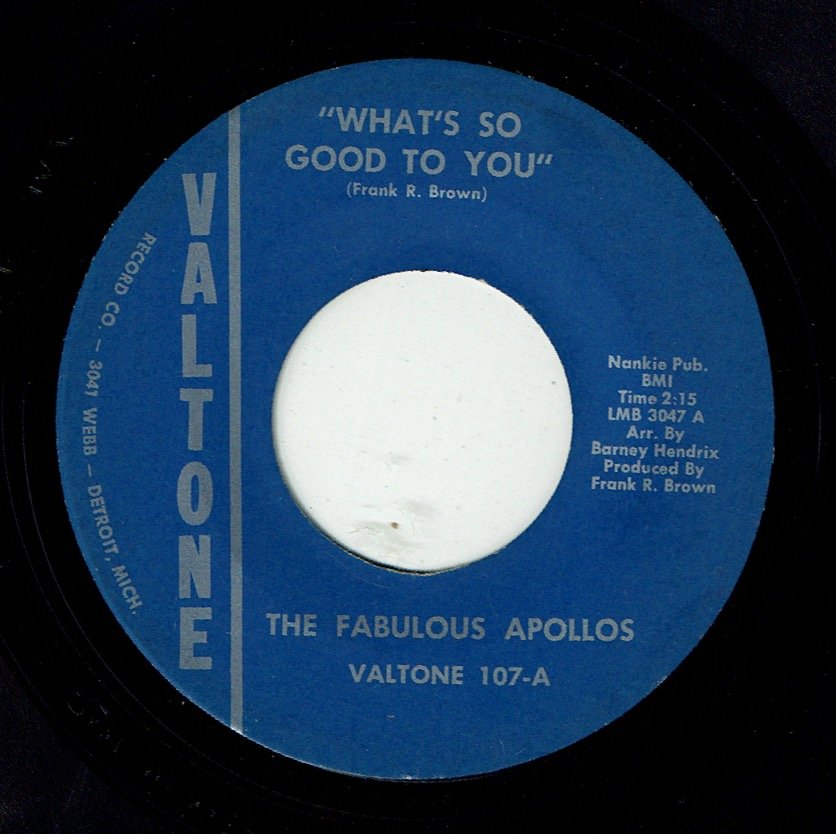 "WHAT'S SO
GOOD TO YOU"
(Frank R. Brown)
VALTONE
RECORD CO. — 3041 WEBB — DETROIT, MICH.
Nankie Pub.
BMI
Time 2:15
LMB 3047 A
Arr. By
Barney Hendrix
Produced By
Frank R. Brown
THE FABULOUS APOLLOS
VALTONE 107-A